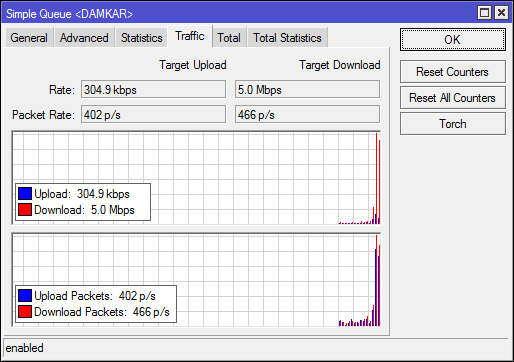 Simple Queue <DAMKAR>
General Advanced Statistics Traffic Total Total Statistics
OK
Reset Counters
Reset All Counters
Torch
Target Upload Target Download
Rate: 304.9 kbps 5.0 Mbps
Packet Rate: 402 p/s 466 p/s
Upload: 304.9 kbps
Download: 5.0 Mbps
Upload Packets: 402 p/s
Download Packets: 466 p/s
enabled